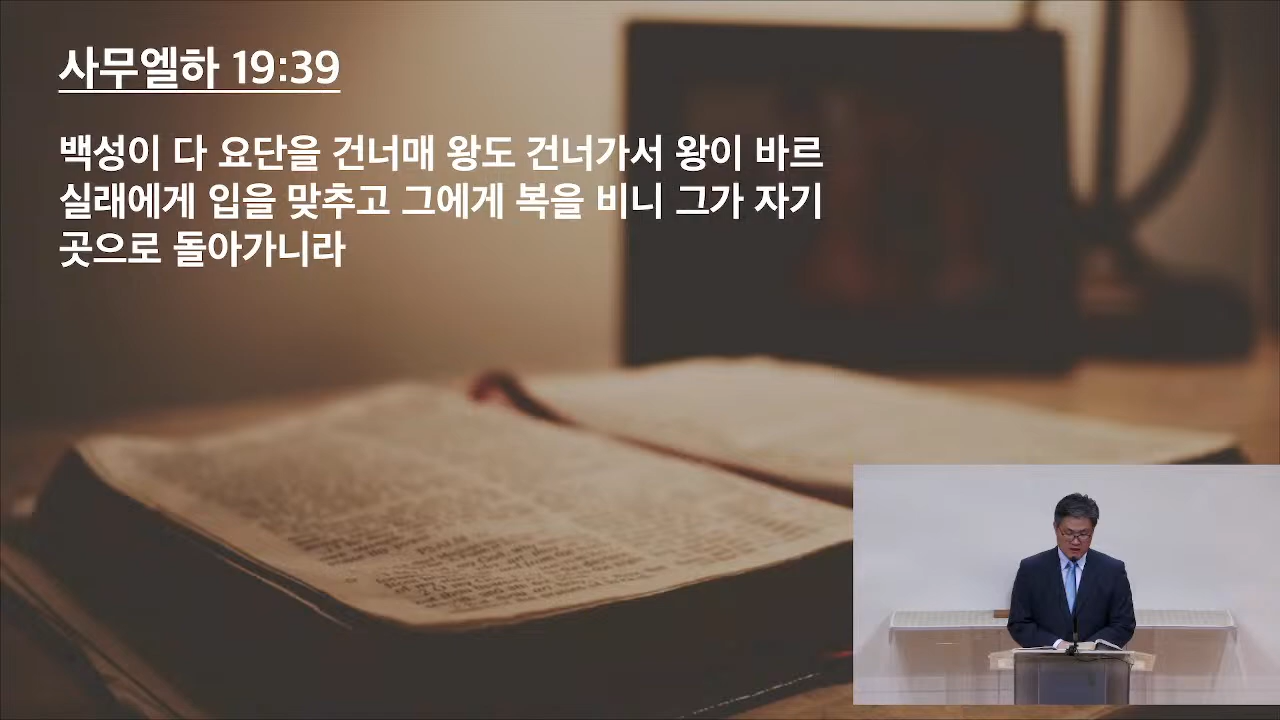 사무엘하 19:39
백성이 다 요단을 건너매 왕도 건너가서 왕이 바르
실래에게 입을 맞추고 그에게 복을 비니 그가 자기
곳으로 돌아가니라